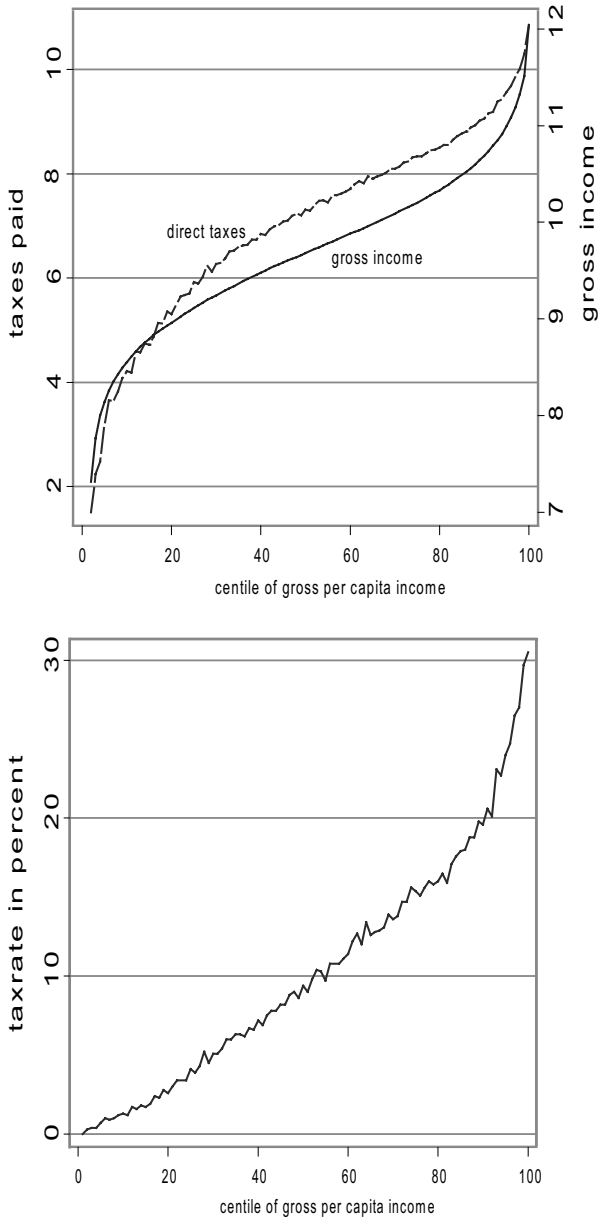 taxes paid
10
8
6
4
2
direct taxes
gross income
12
11
10
9
8
7
gross income
0 20 40 60 80 100
centile of gross per capita income
taxrate in percent
30
20
10
0
0 20 40 60 80 100
centile of gross per capita income